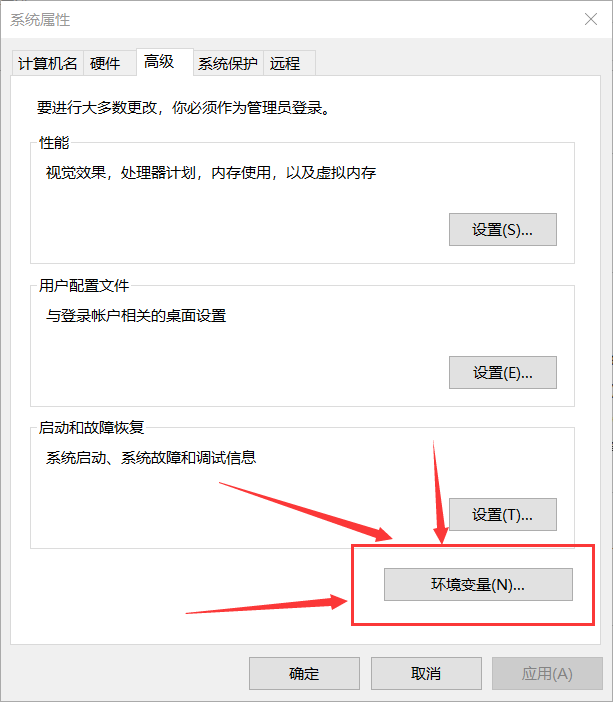 系统属性
计算机名 硬件 高级 系统保护 远程
要进行大多数更改，你必须作为管理员登录。
性能
视觉效果，处理器计划，内存使用，以及虚拟内存
设置(S)...
用户配置文件
与登录帐户相关的桌面设置
设置(E)...
启动和故障恢复
系统启动、系统故障和调试信息
设置(T)...
环境变量(N)...
确定 取消 应用(A)